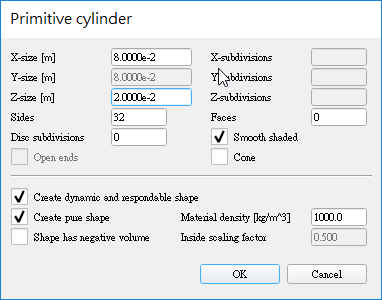 Primitive cylinder
X-size [m] 8.0000e-2 X-subdivisions
Y-size [m] 8.0000e-2 Y-subdivisions
Z-size [m] 2.0000e-2 Z-subdivisions
Sides 32 Faces 0
Disc subdivisions 0 Smooth shaded
Open ends Cone
Create dynamic and respondable shape
Create pure shape Material density [kg/m^3] 1000.0
Shape has negative volume Inside scaling factor 0.500
OK Cancel